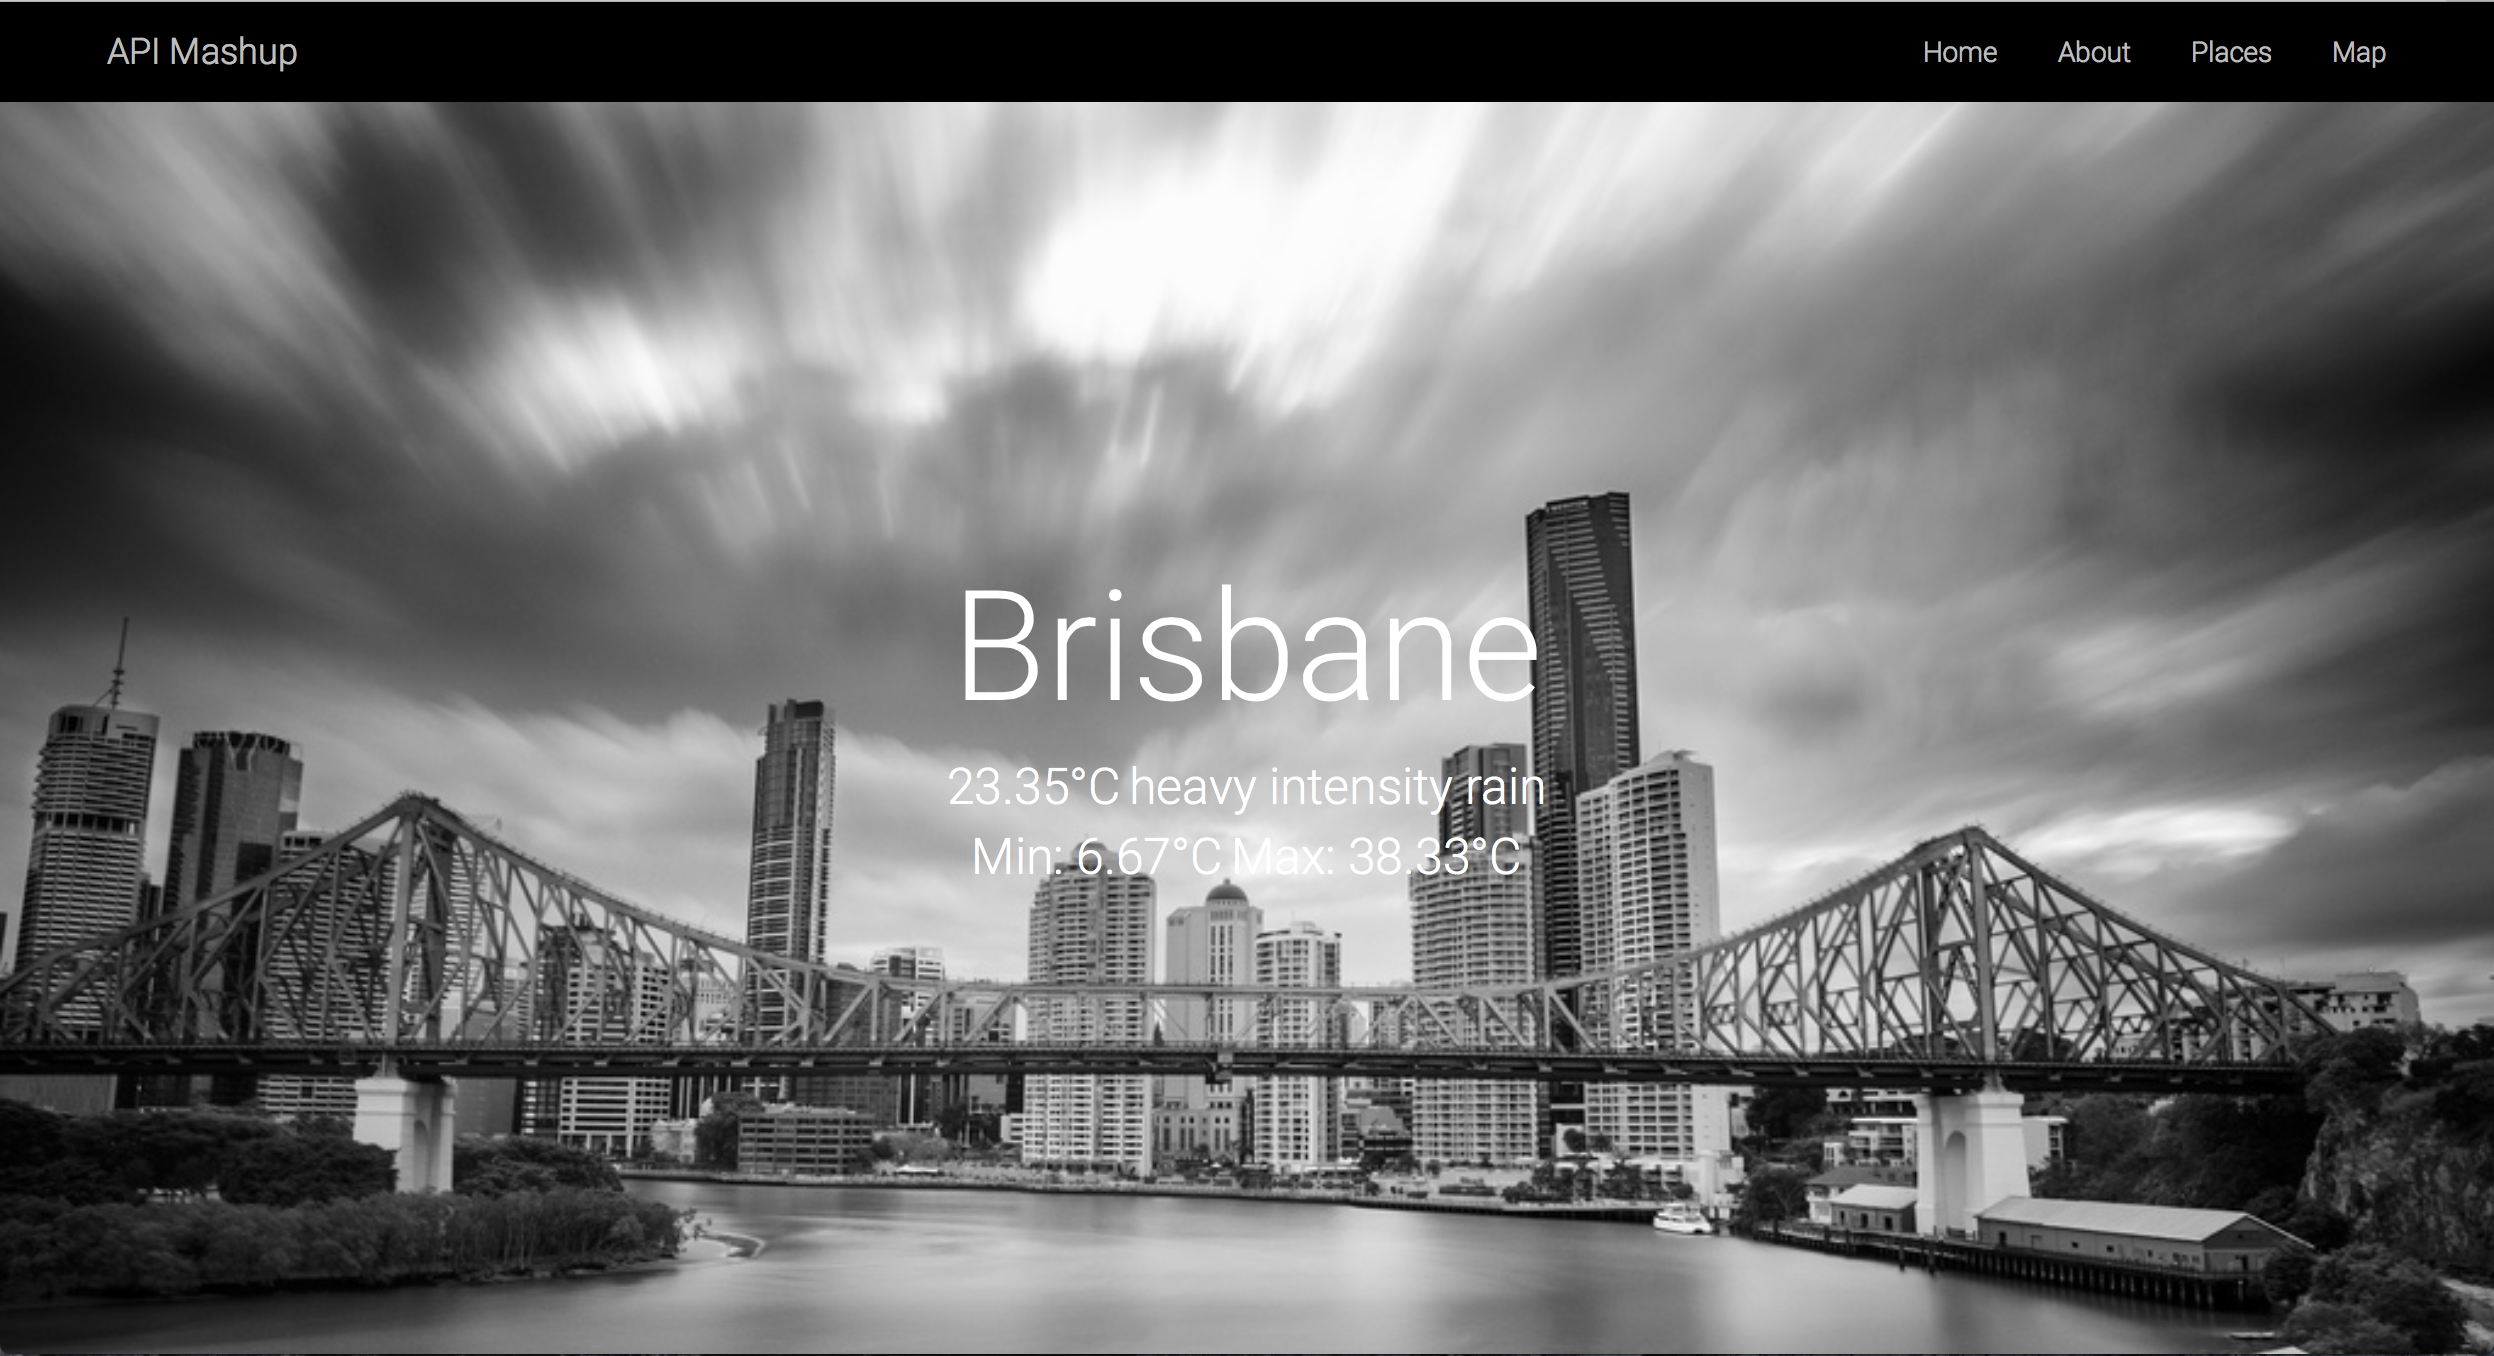 API Mashup
Home About Places Map
Brisbane
23.35°C heavy intensity rain
Min: 6.67°C Max: 38.33°C